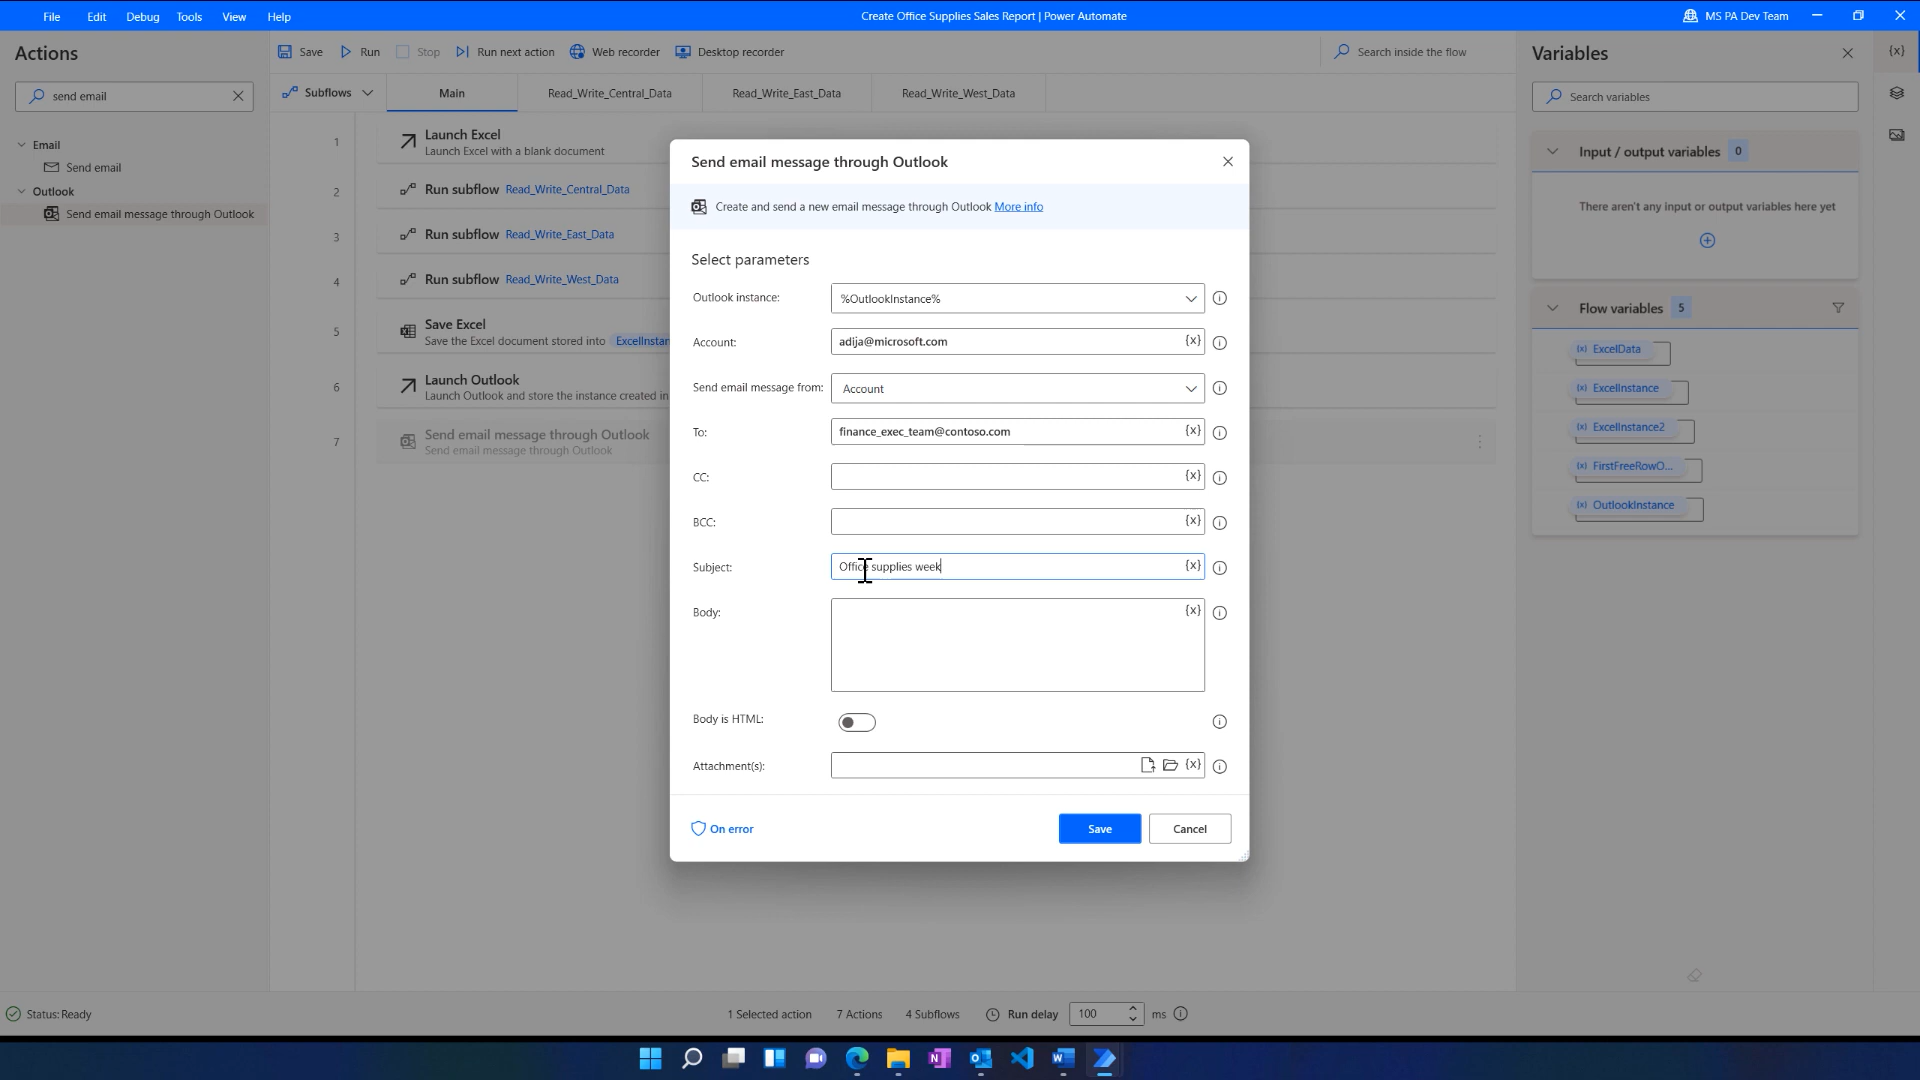 File Edit Debug Tools View Help
Create Office Supplies Sales Report | Power Automate
MS PA Dev Team
Actions
send email
Email
Send email
Outlook
Send email message through Outlook
Save Run Stop Run next action Web recorder Desktop recorder
Search inside the flow
Subflows Main Read_Write_Central_Data Read_Write_East_Data Read_Write_West_Data
1
Launch Excel
Launch Excel with a blank document
2
Run subflow Read_Write_Central_Data
3
Run subflow Read_Write_East_Data
4
Run subflow Read_Write_West_Data
5
Save Excel
Save the Excel document stored into ExcelInstan
6
Launch Outlook
Launch Outlook and store the instance created in
7
Send email message through Outlook
Send email message through Outlook
Send email message through Outlook
Create and send a new email message through Outlook More info
Select parameters
Outlook instance: %OutlookInstance%
Account: adija@microsoft.com {x}
Send email message from: Account
To: finance_exec_team@contoso.com {x}
CC: {x}
BCC: {x}
Subject: Office supplies week {x}
Body: {x}
Body is HTML:
Attachment(s): {x}
On error
Save
Cancel
Variables
{x}
Search variables
Input / output variables 0
There aren't any input or output variables here yet
Flow variables 5
(x) ExcelData
(x) ExcelInstance
(x) ExcelInstance2
(x) FirstFreeRowO...
(x) OutlookInstance
Status: Ready
1 Selected action 7 Actions 4 Subflows Run delay 100 ms